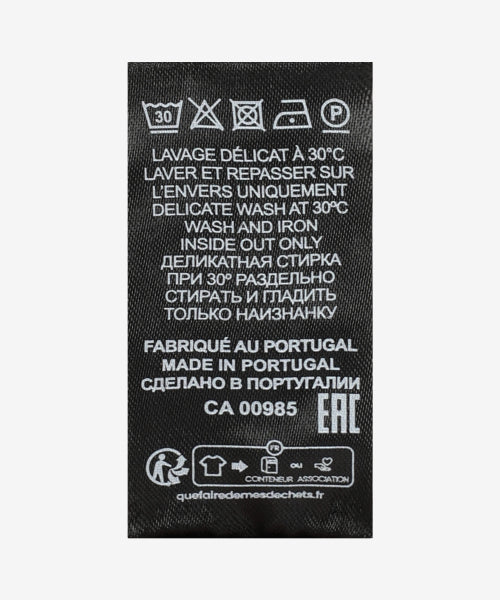 30
P
LAVAGE DÉLICAT À 30°C
LAVER ET REPASSER SUR
L'ENVERS UNIQUEMENT
DELICATE WASH AT 30ºC
WASH AND IRON
INSIDE OUT ONLY
ДЕЛИКАТНАЯ СТИРКА
ПРИ 30º РАЗДЕЛЬНО
СТИРАТЬ И ГЛАДИТЬ
ТОЛЬКО НАИЗНАНКУ
FABRIQUÉ AU PORTUGAL
MADE IN PORTUGAL
СДЕЛАНО В ПОРТУГАЛИИ
CA 00985 EAC
FR
OU
CONTENEUR ASSOCIATION
quefairedemesdechets.fr